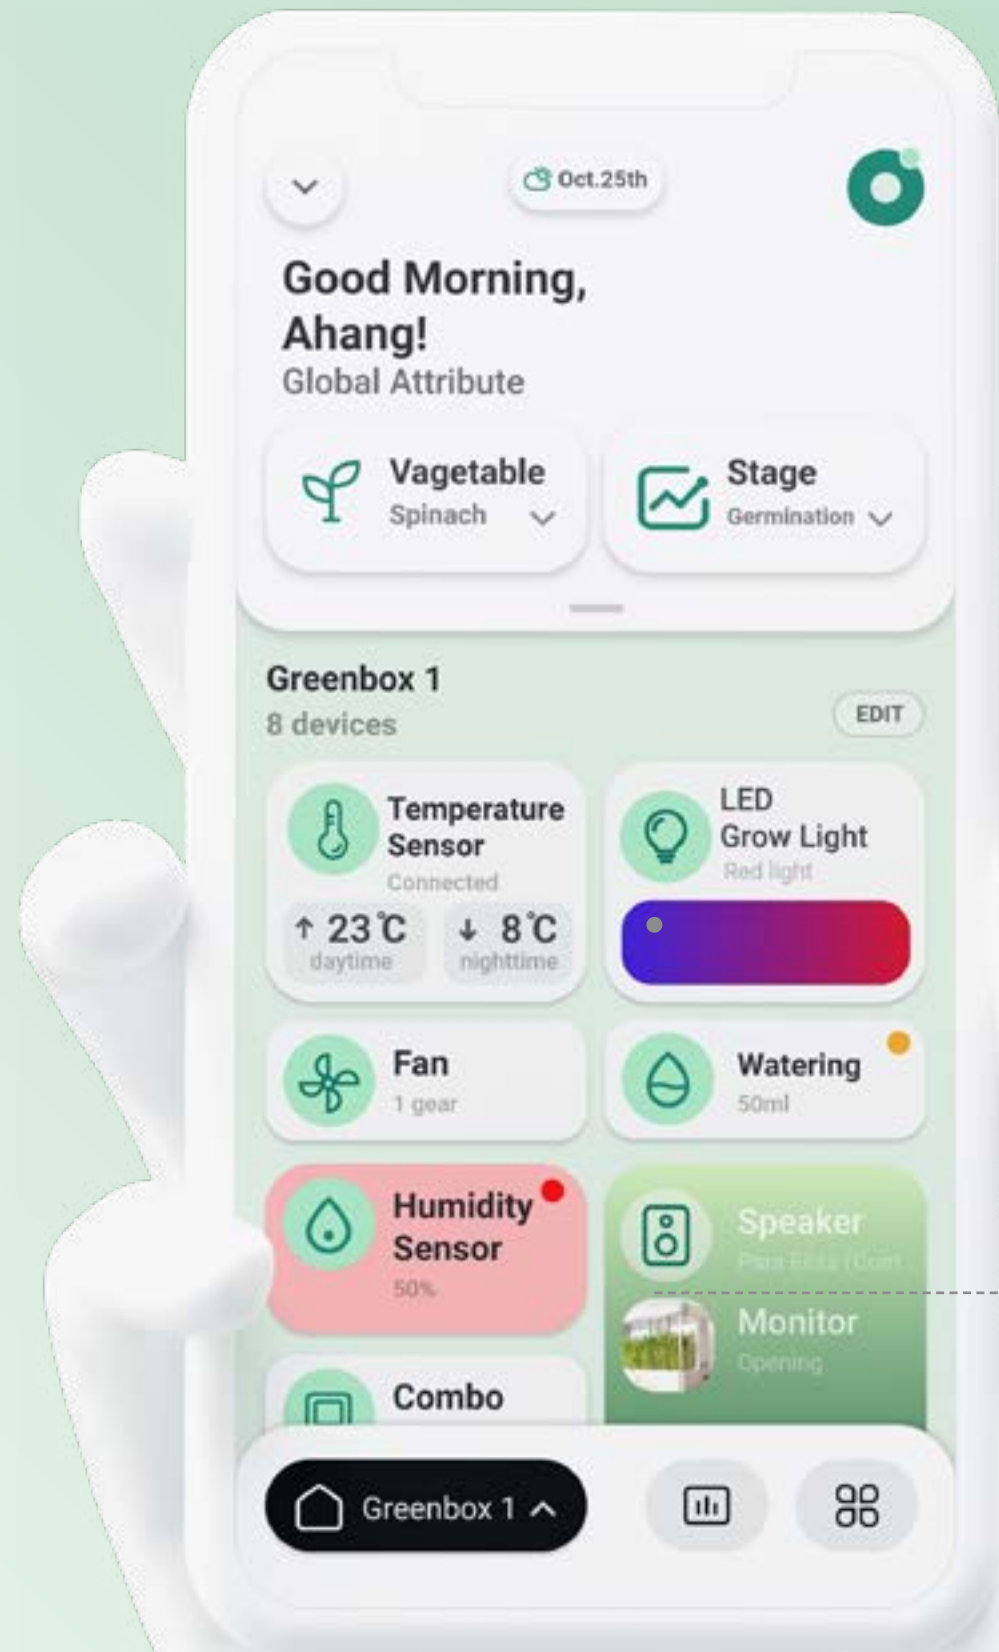 Oct.25th
Good Morning,
Ahang!
Global Attribute
Vagetable
Spinach
Stage
Germination
Greenbox 1
8 devices
EDIT
Temperature
Sensor
Connected
↑ 23℃
daytime
↓ 8℃
nighttime
LED
Grow Light
Red light
Fan
1 gear
Watering
50ml
Humidity
Sensor
50%
Speaker
Monitor
Opening
Combo
Greenbox 1